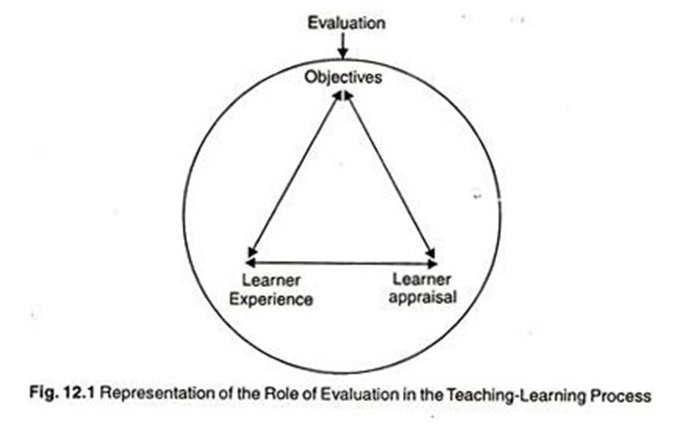 Evaluation
Objectives
Learner
Experience
Learner
appraisal
Fig. 12.1 Representation of the Role of Evaluation in the Teaching-Learning Process